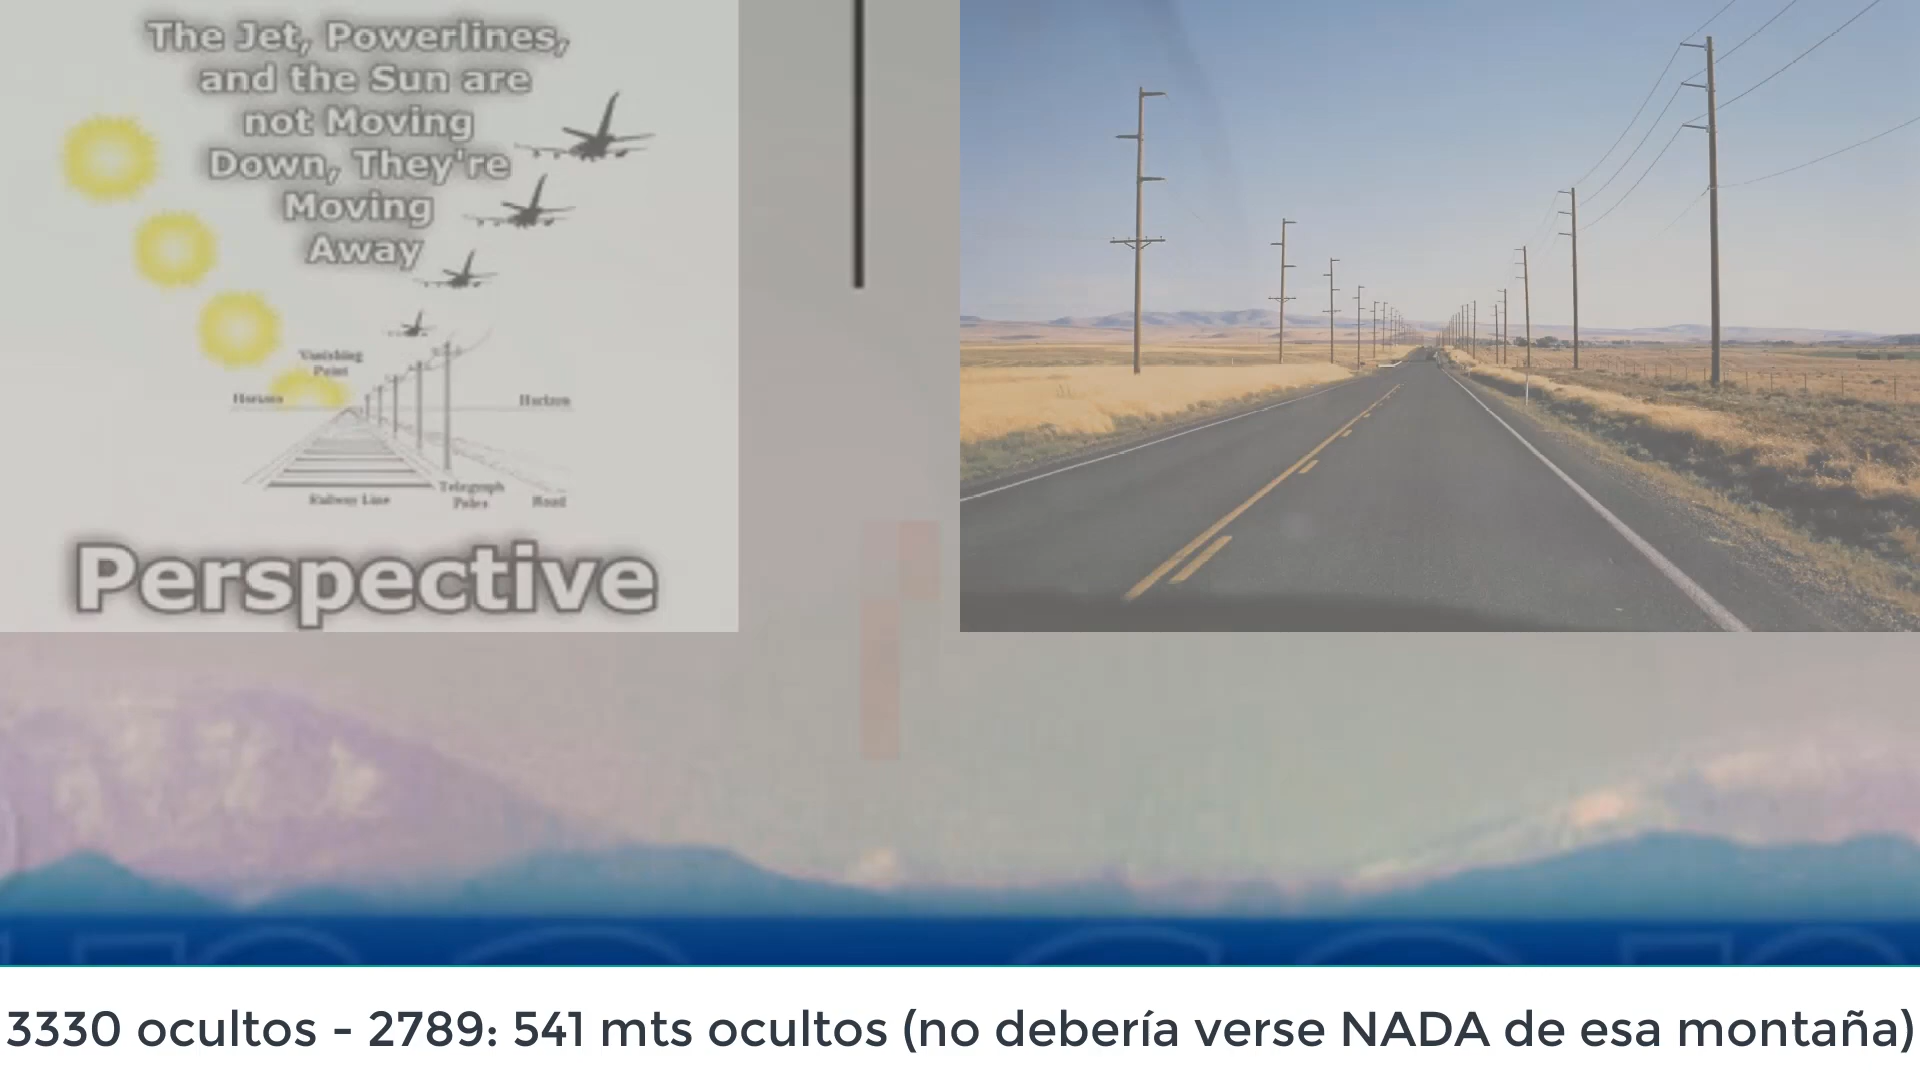 The Jet, Powerlines,
and the Sun are
not Moving
Down, They're
Moving
Away
Vanishing
Point
Horizon
Horizon
Railway Line
Telegraph
Poles
Road
Perspective
3330 ocultos - 2789: 541 mts ocultos (no debería verse NADA de esa montaña)